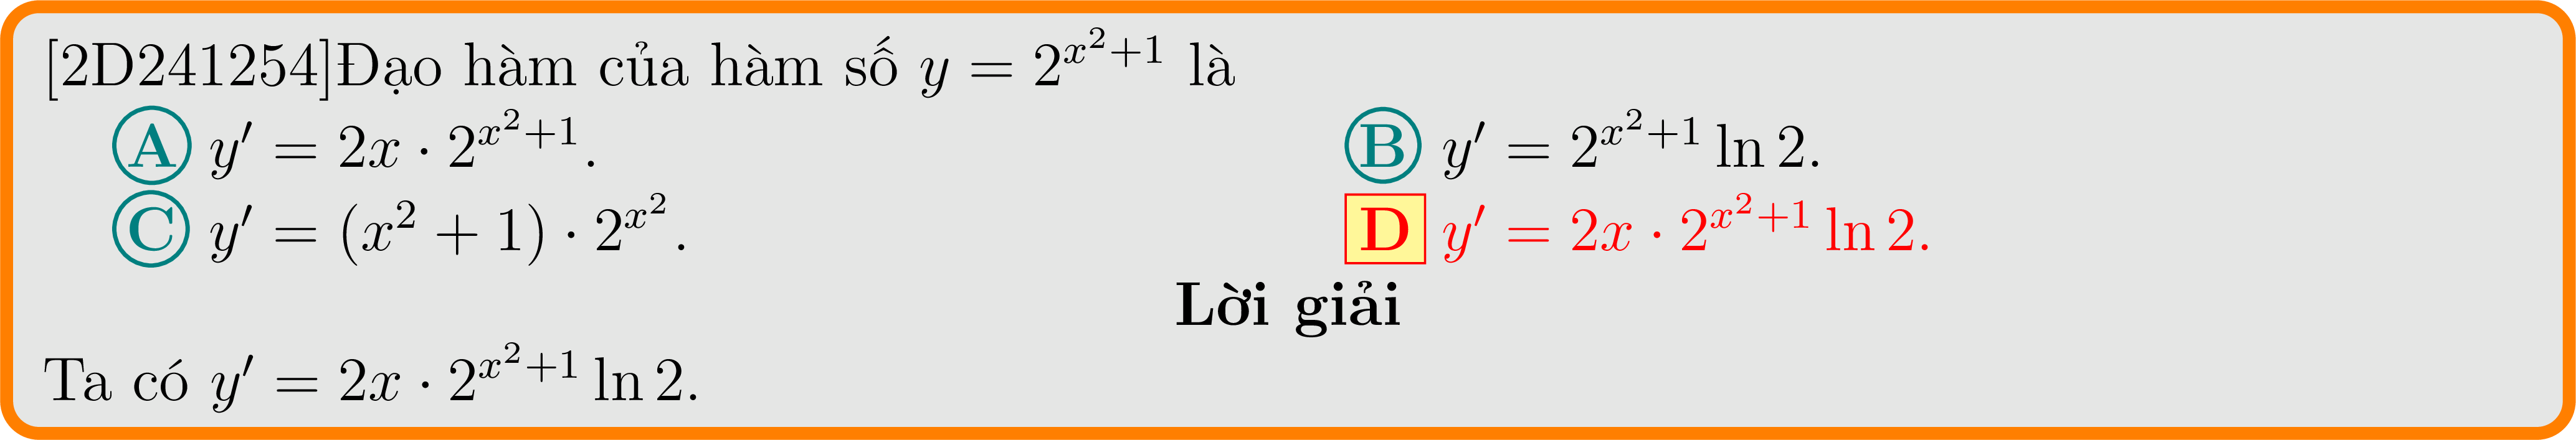 [2D241254]Đạo hàm của hàm số $y = 2^{x^2+1}$ là
A $y' = 2x \cdot 2^{x^2+1}$. B $y' = 2^{x^2+1} \ln 2$.
C $y' = (x^2 + 1) \cdot 2^{x^2}$. D $y' = 2x \cdot 2^{x^2+1} \ln 2$.
Lời giải
Ta có $y' = 2x \cdot 2^{x^2+1} \ln 2$.